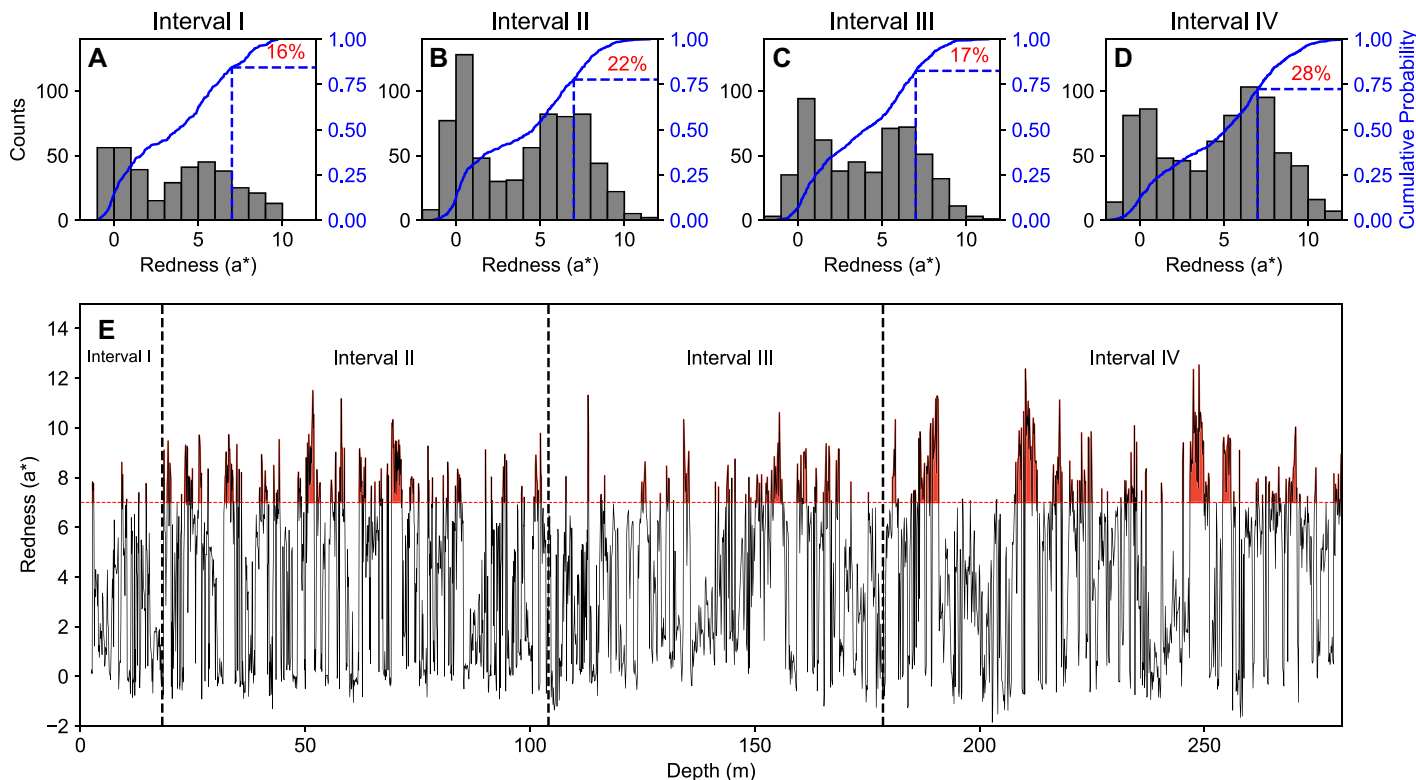 Interval I
Interval II
Interval III
Interval IV
A
16%
B
22%
C
17%
D
28%
100
50
0
1.00
0.75
0.50
0.25
0.00
100
50
0
1.00
0.75
0.50
0.25
0.00
100
50
0
1.00
0.75
0.50
0.25
0.00
100
50
0
1.00
0.75
0.50
0.25
0.00
Counts
Cumulative Probability
0 5 10
0 5 10
0 5 10
0 5 10
Redness (a*)
Redness (a*)
Redness (a*)
Redness (a*)
E
Interval I
Interval II
Interval III
Interval IV
14
12
10
8
6
4
2
0
−2
Redness (a*)
0 50 100 150 200 250
Depth (m)